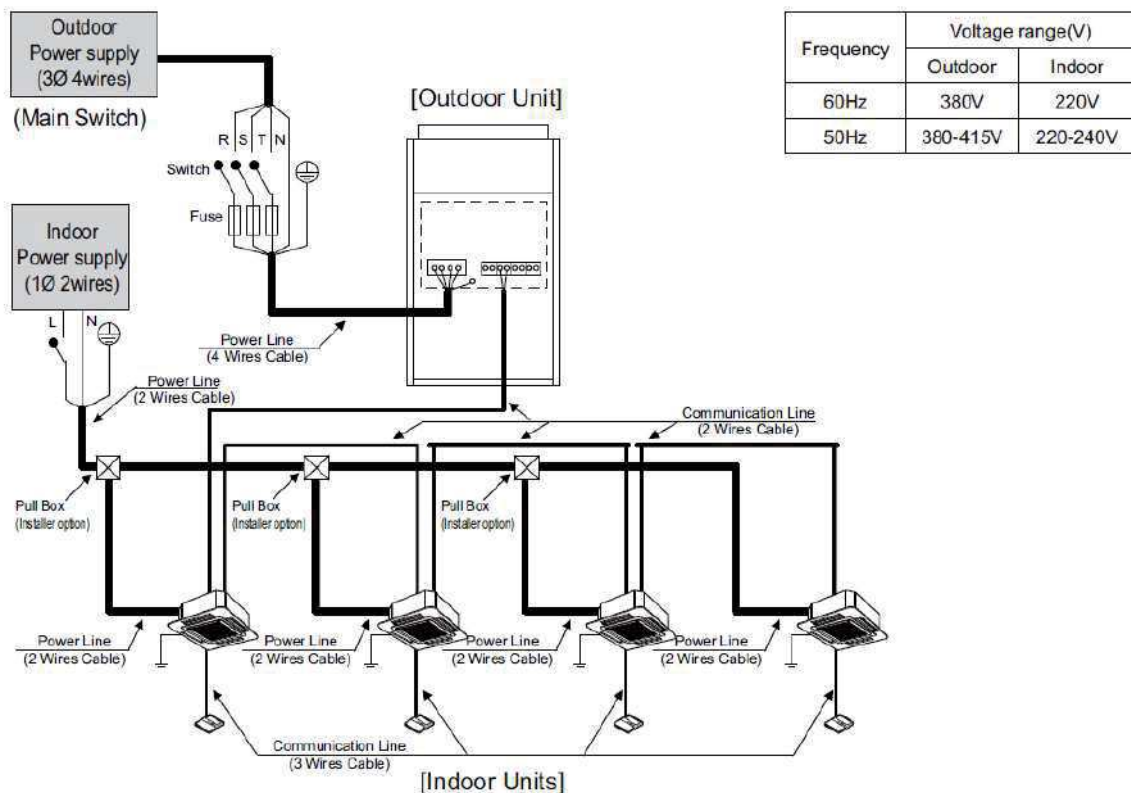 Outdoor
Power supply
(3Ø 4wires)
(Main Switch)
R S T N
Switch
Fuse
[Outdoor Unit]
Frequency
Voltage range(V)
Outdoor Indoor
60Hz 380V 220V
50Hz 380-415V 220-240V
Indoor
Power supply
(1Ø 2wires)
L N
Power Line
(4 Wires Cable)
Power Line
(2 Wires Cable)
Communication Line
(2 Wires Cable)
Pull Box
(Installer option)
Pull Box
(Installer option)
Pull Box
(Installer option)
Power Line
(2 Wires Cable)
Power Line
(2 Wires Cable)
Power Line
(2 Wires Cable)
Power Line
(2 Wires Cable)
Communication Line
(3 Wires Cable)
[Indoor Units]